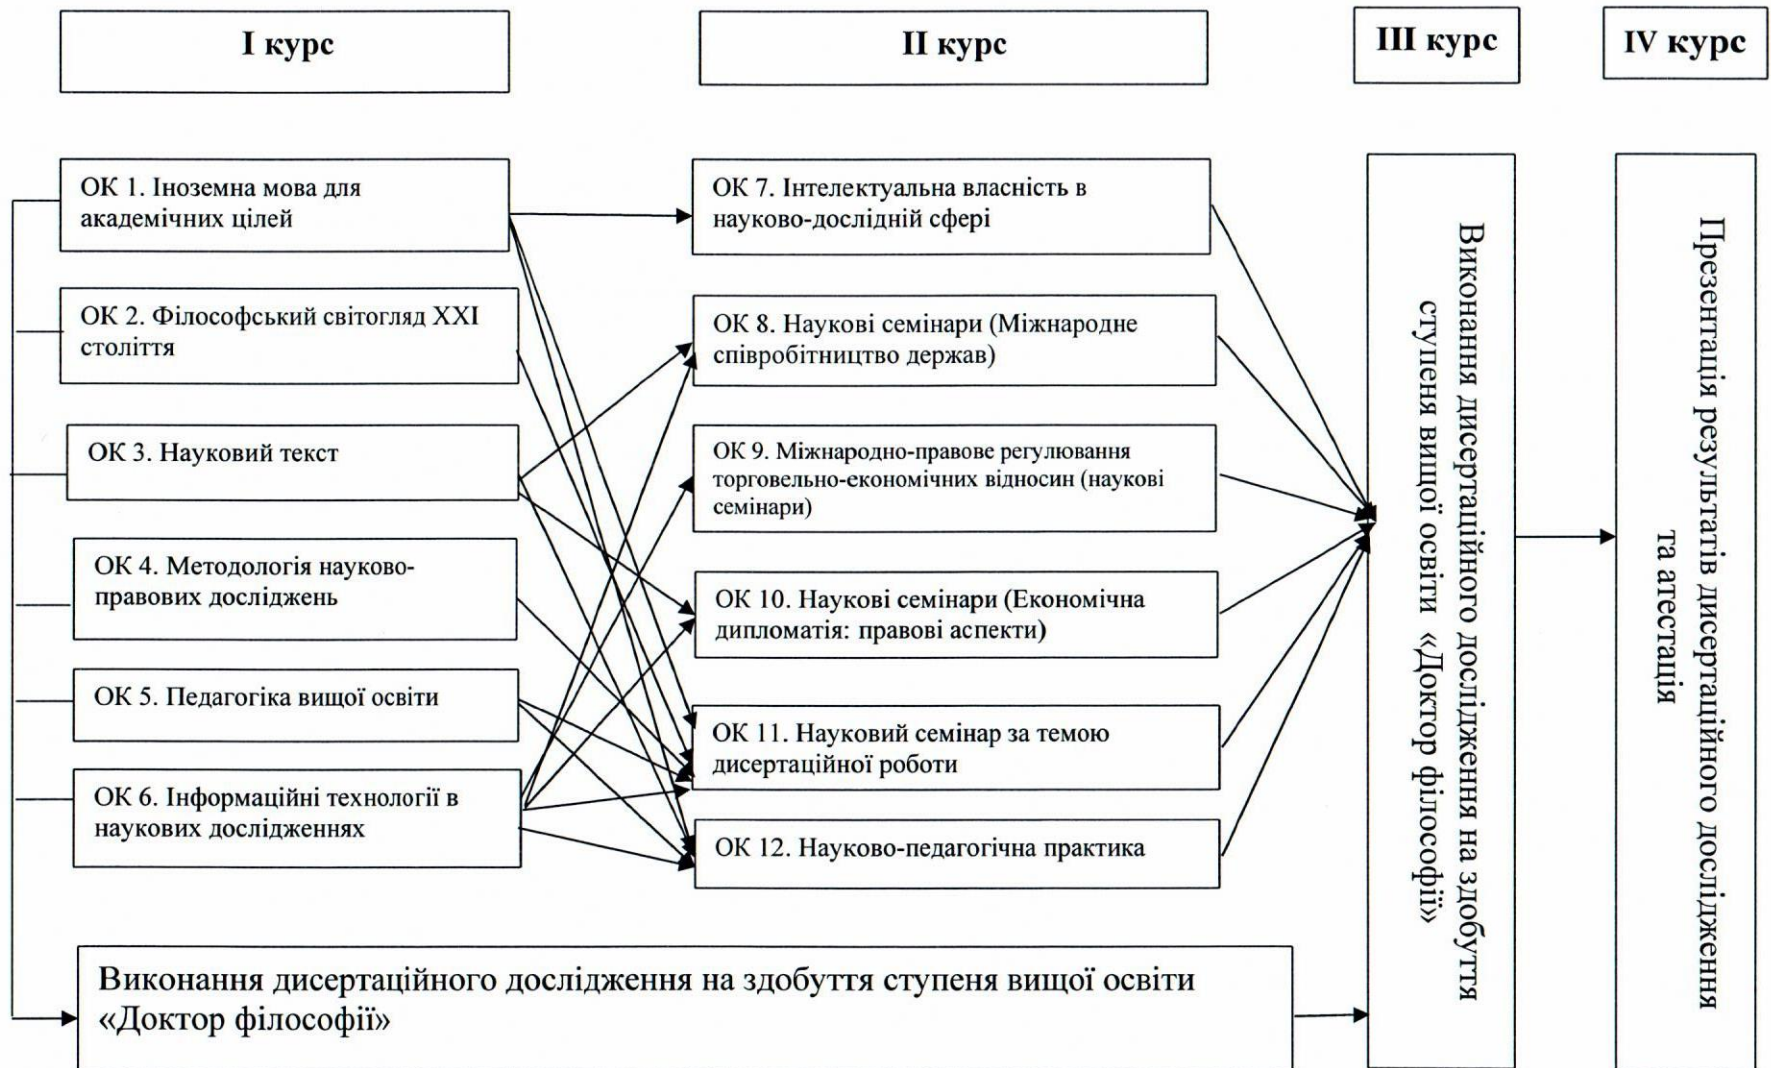 І курс
ІІ курс
ІІІ курс
IV курс
ОК 1. Іноземна мова для
академічних цілей
ОК 2. Філософський світогляд ХХІ
століття
ОК 3. Науковий текст
ОК 4. Методологія науково-
правових досліджень
ОК 5. Педагогіка вищої освіти
ОК 6. Інформаційні технології в
наукових дослідженнях
ОК 7. Інтелектуальна власність в
науково-дослідній сфері
ОК 8. Наукові семінари (Міжнародне
співробітництво держав)
ОК 9. Міжнародно-правове регулювання
торговельно-економічних відносин (наукові
семінари)
ОК 10. Наукові семінари (Економічна
дипломатія: правові аспекти)
ОК 11. Науковий семінар за темою
дисертаційної роботи
ОК 12. Науково-педагогічна практика
Виконання дисертаційного дослідження на здобуття ступеня вищої освіти
«Доктор філософії»
Виконання дисертаційного дослідження на здобуття
ступеня вищої освіти «Доктор філософії»
Презентація результатів дисертаційного дослідження
та атестація